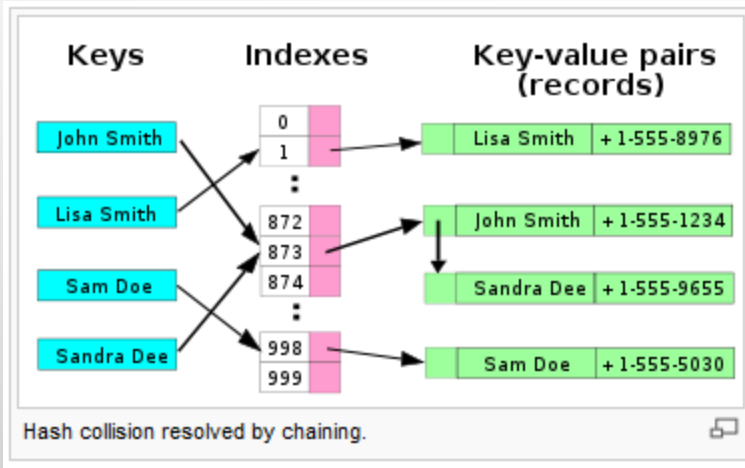 Keys
Indexes
Key-value pairs
(records)
John Smith
Lisa Smith
Sam Doe
Sandra Dee
0
1
:
872
873
874
:
998
999
Lisa Smith +1-555-8976
John Smith +1-555-1234
Sandra Dee +1-555-9655
Sam Doe +1-555-5030
Hash collision resolved by chaining.